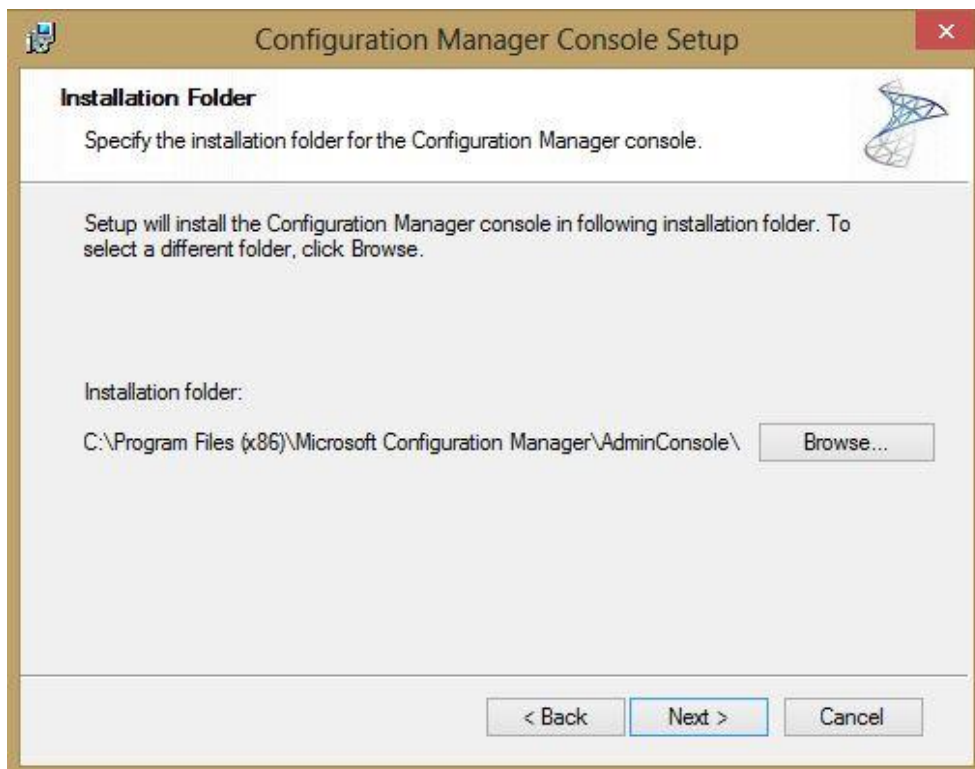 Configuration Manager Console Setup
Installation Folder
Specify the installation folder for the Configuration Manager console.
Setup will install the Configuration Manager console in following installation folder. To
select a different folder, click Browse.
Installation folder:
C:\Program Files (x86)\Microsoft Configuration Manager\AdminConsole\ Browse...
< Back Next > Cancel